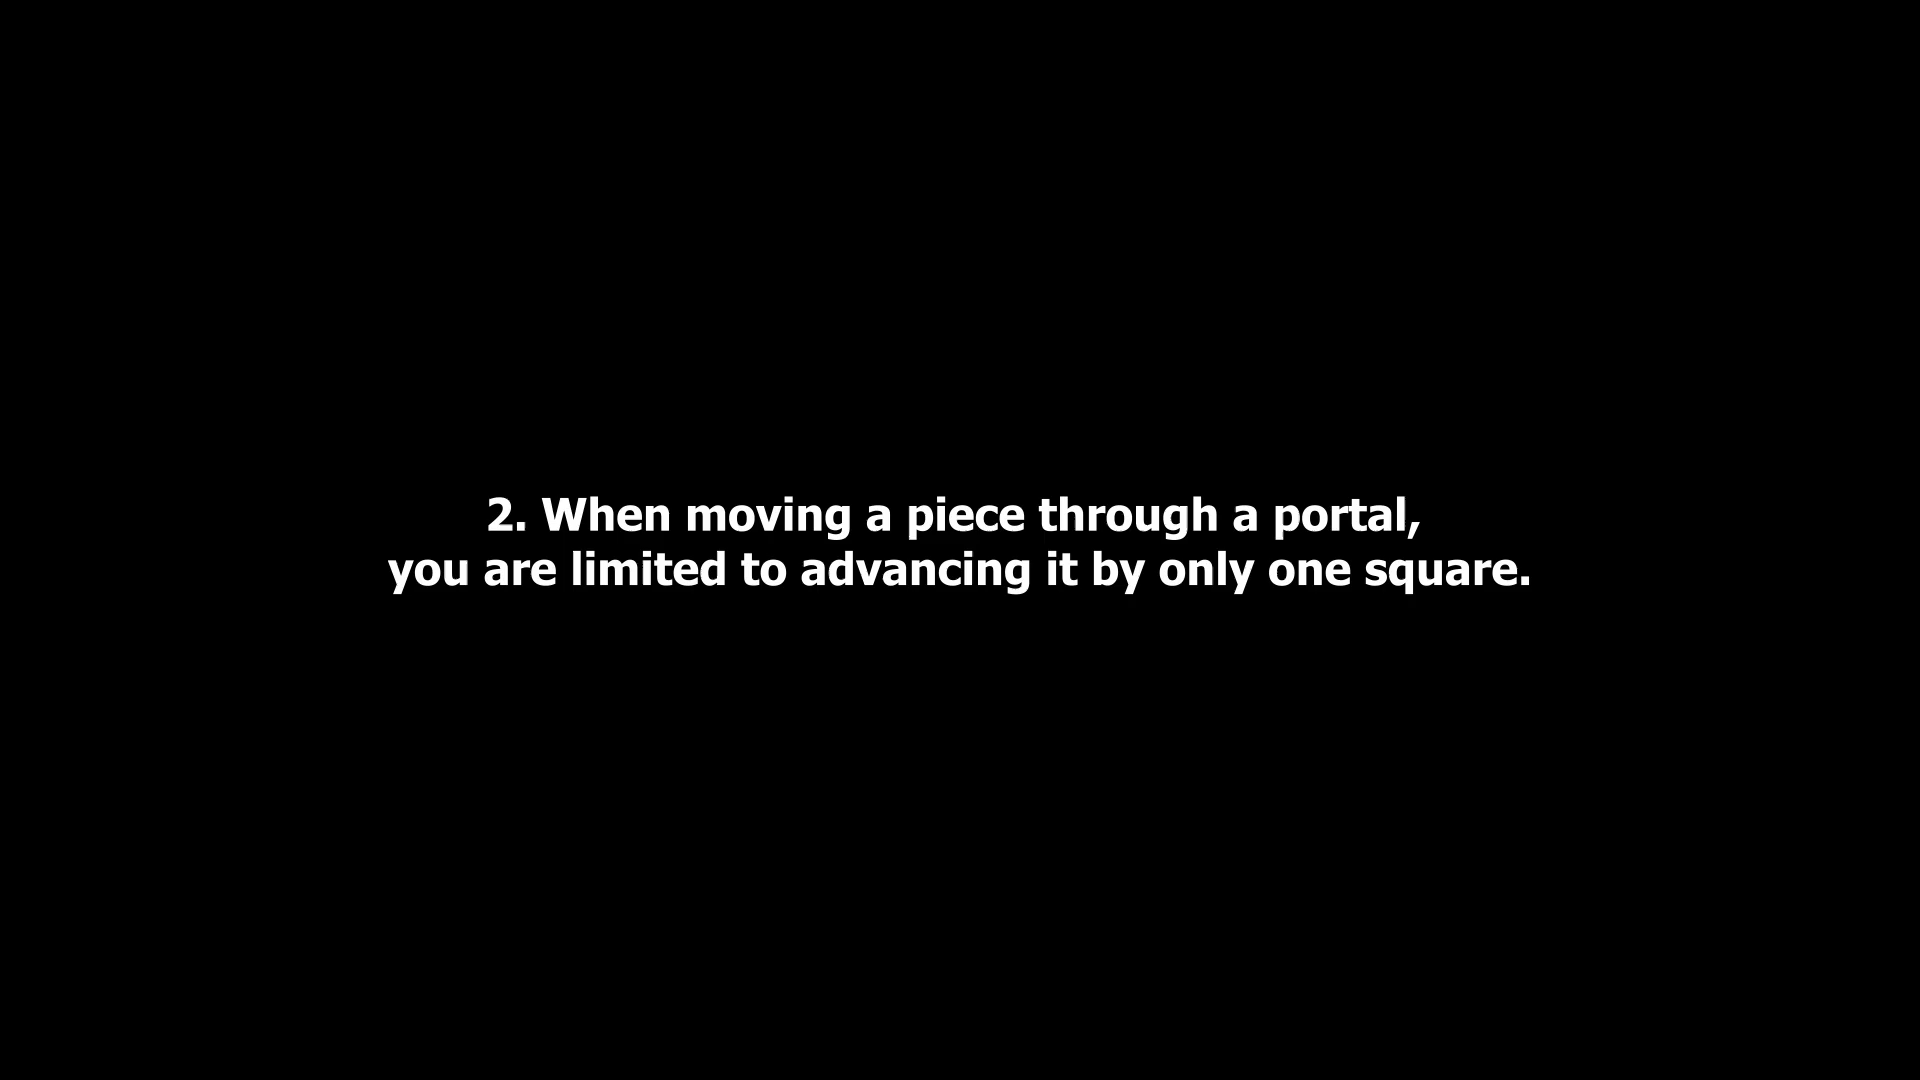 2. When moving a piece through a portal,
you are limited to advancing it by only one square.